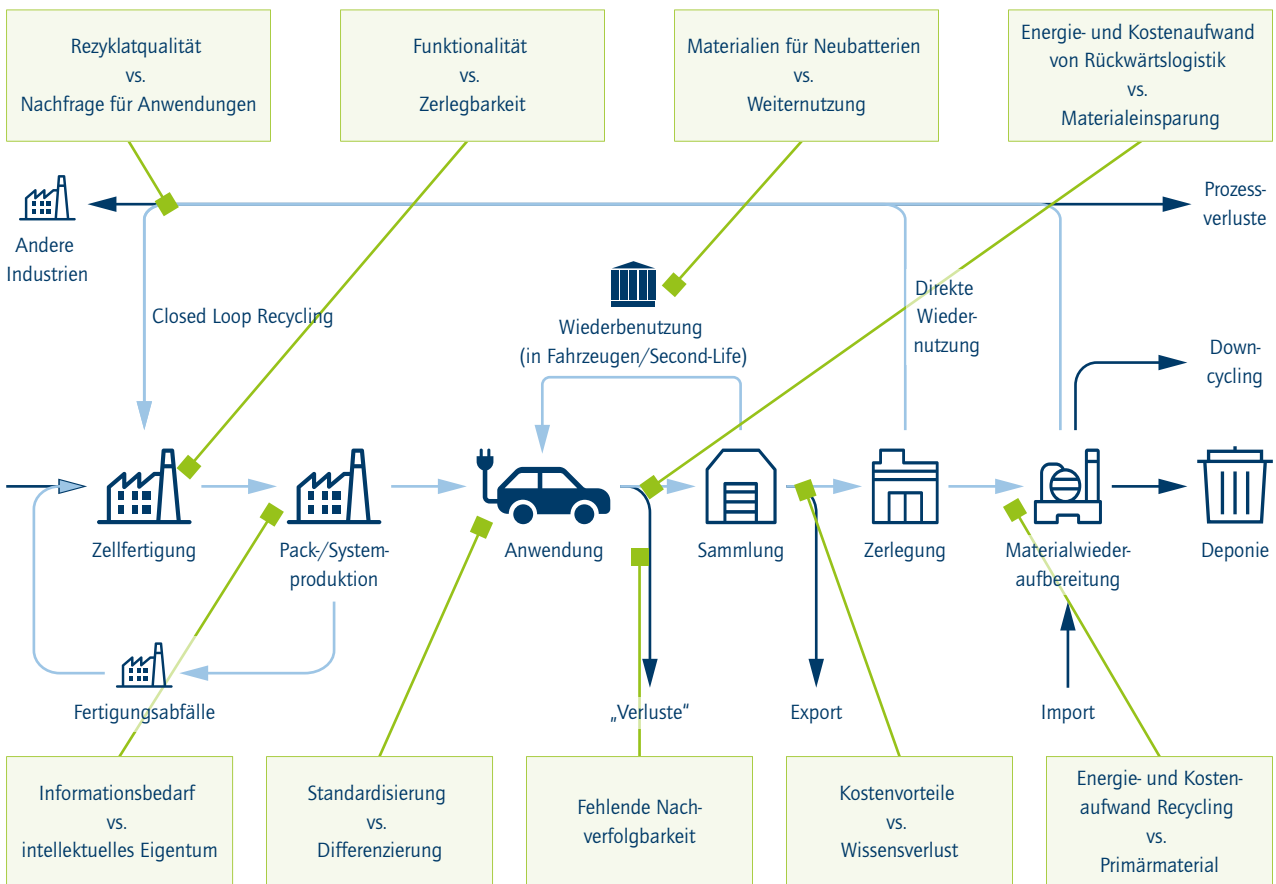 Rezyklatqualität
vs.
Nachfrage für Anwendungen
Funktionalität
vs.
Zerlegbarkeit
Materialien für Neubatterien
vs.
Weiternutzung
Energie- und Kostenaufwand
von Rückwärtslogistik
vs.
Materialeinsparung
Andere
Industrien
Prozess-
verluste
Closed Loop Recycling
Wiederbenutzung
(in Fahrzeugen/Second-Life)
Direkte
Wieder-
nutzung
Down-
cycling
Zellfertigung
Pack-/System-
produktion
Anwendung
Sammlung
Zerlegung
Materialwieder-
aufbereitung
Deponie
Fertigungsabfälle
„Verluste“
Export
Import
Informationsbedarf
vs.
intellektuelles Eigentum
Standardisierung
vs.
Differenzierung
Fehlende Nach-
verfolgbarkeit
Kostenvorteile
vs.
Wissensverlust
Energie- und Kosten-
aufwand Recycling
vs.
Primärmaterial